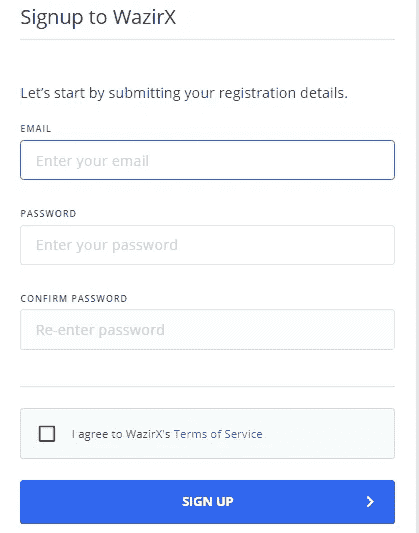 Signup to WazirX
Let's start by submitting your registration details.
EMAIL
Enter your email
PASSWORD
Enter your password
CONFIRM PASSWORD
Re-enter password
I agree to WazirX's Terms of Service
SIGN UP